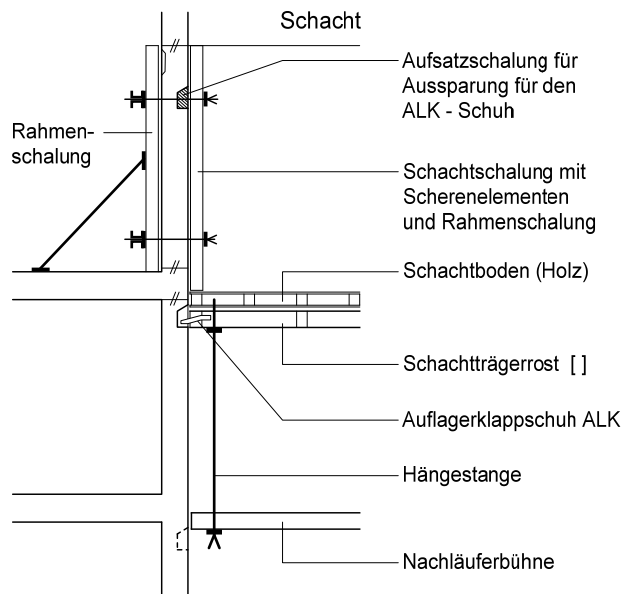 Schacht
Aufsatzschalung für
Aussparung für den
ALK - Schuh
Rahmen-
schalung
Schachtschalung mit
Scherenelementen
und Rahmenschalung
Schachtboden (Holz)
Schachtträgerrost [ ]
Auflagerklappschuh ALK
Hängestange
Nachläuferbühne